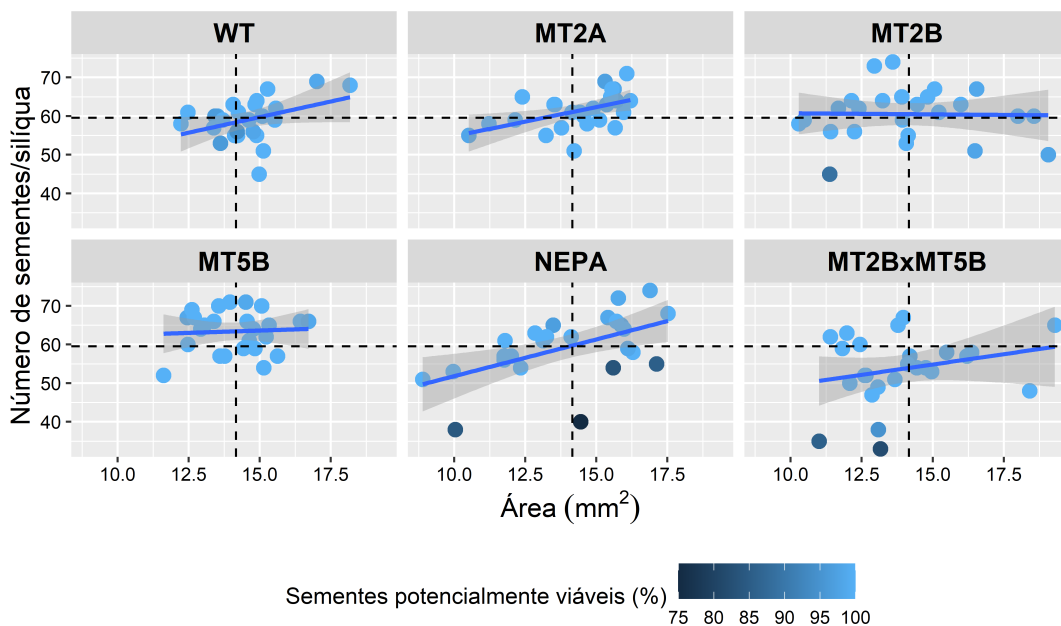 WT MT2A MT2B
Número de sementes/silíqua
70
60
50
40
MT5B NEPA MT2BxMT5B
70
60
50
40
10.0 12.5 15.0 17.5 10.0 12.5 15.0 17.5 10.0 12.5 15.0 17.5
Área (mm²)
Sementes potencialmente viáveis (%)
75 80 85 90 95 100